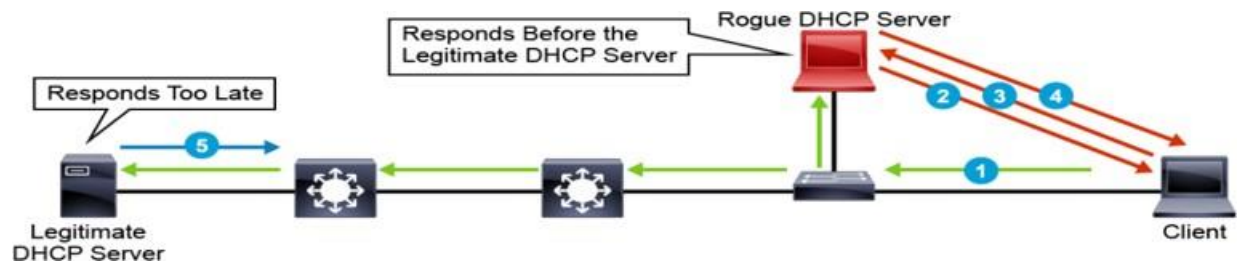 Rogue DHCP Server
Responds Before the
Legitimate DHCP Server
Responds Too Late
2
3
4
5
1
Legitimate
DHCP Server
Client